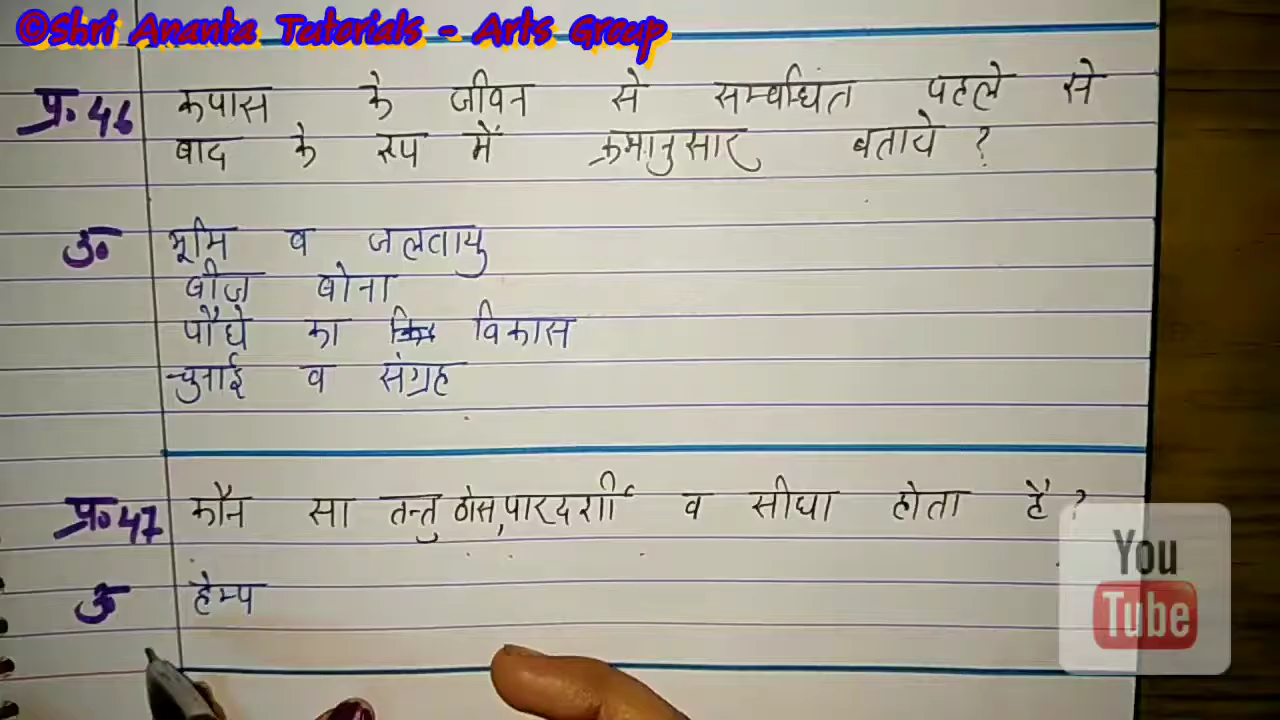 ©Shri Ananta Tutorials - Arts Group
प्र॰ 46 कपास के जीवन से सम्बंधित पहले से
बाद के रूप में क्रमानुसार बताये ?
उ॰ भूमि व जलवायु
बीज बोना
पौधे का विकास
चुनाई व संग्रह
प्र॰ 47 कौन सा तन्तु ठोस, पारदर्शी व सीधा होता है ?
उ॰ हेम्प
You
Tube